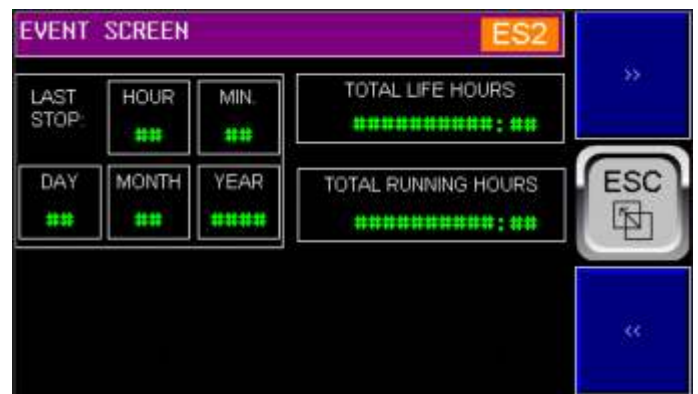 EVENT SCREEN ES2
>>
LAST STOP:
HOUR
##
MIN.
##
TOTAL LIFE HOURS
##########:##
DAY
##
MONTH
##
YEAR
####
TOTAL RUNNING HOURS
##########:##
ESC
<<